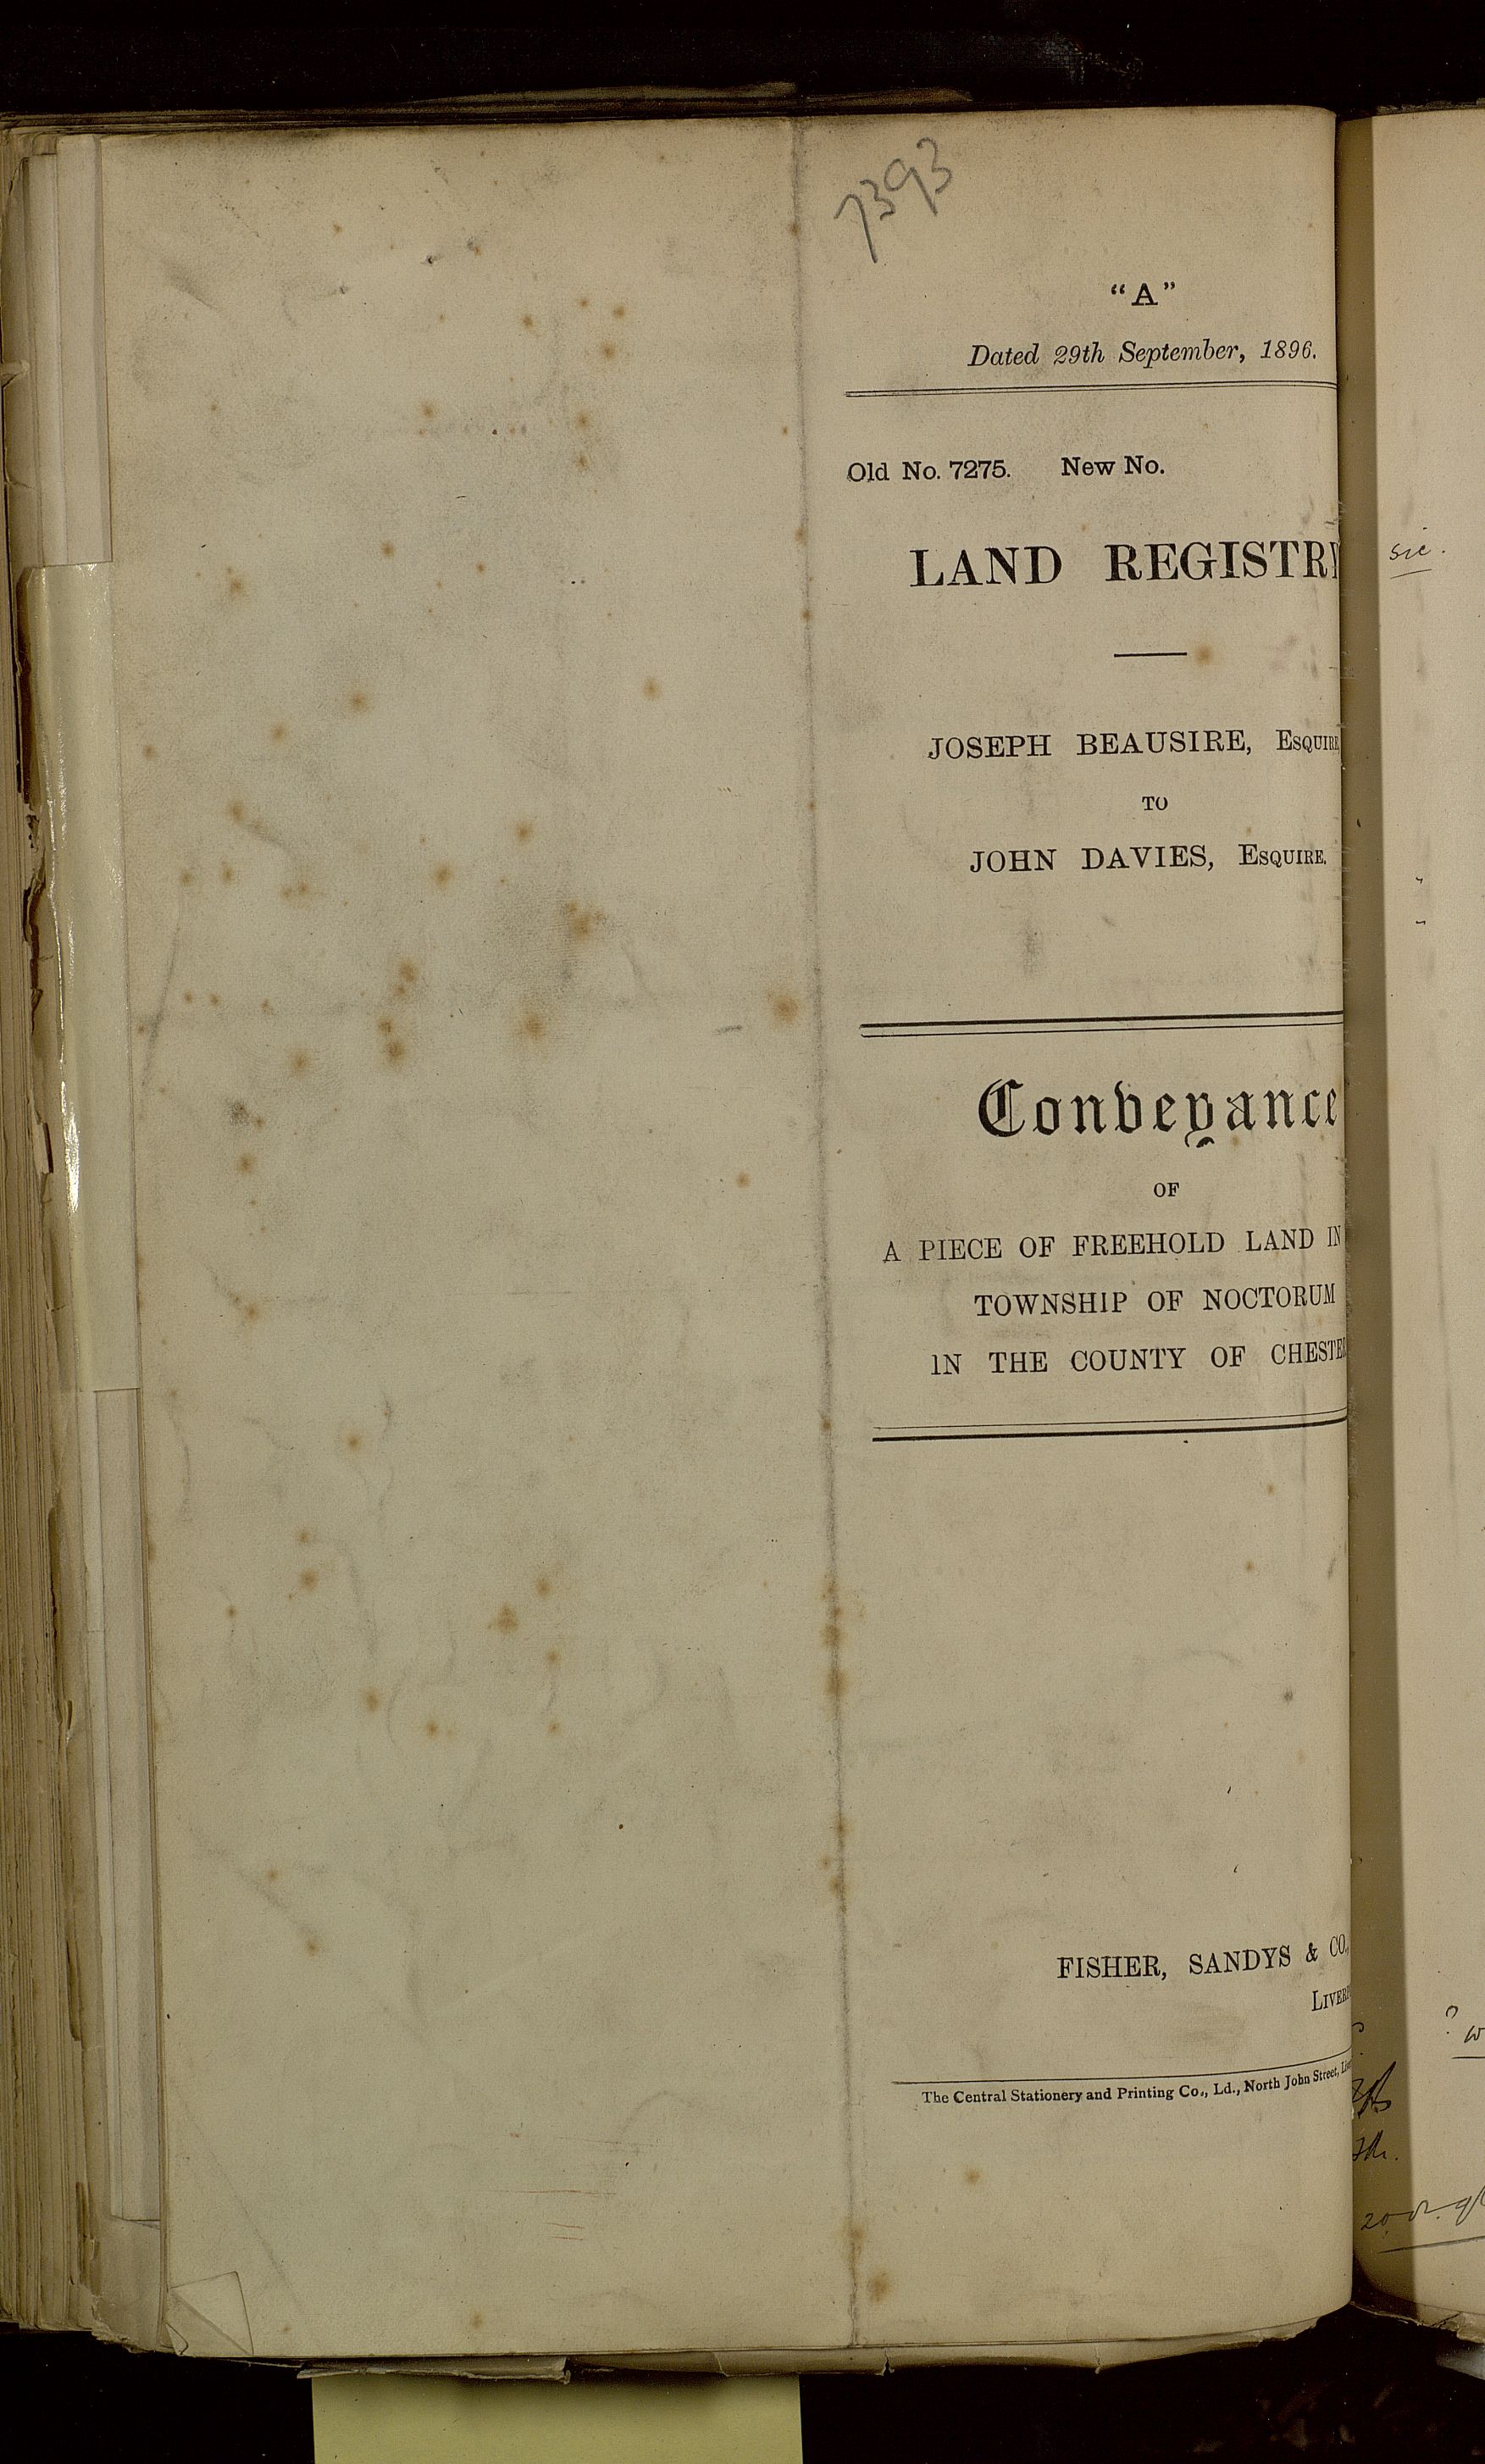 7393
"A"
Dated 29th September, 1896.
Old No. 7275. New No.
LAND REGISTRY
JOSEPH BEAUSIRE, ESQUIRE,
TO
JOHN DAVIES, ESQUIRE.
Conveyance
OF
A PIECE OF FREEHOLD LAND IN
TOWNSHIP OF NOCTORUM
IN THE COUNTY OF CHESTER
FISHER, SANDYS & CO.,
The Central Stationery and Printing Co., Ld., North John Street,
sic.